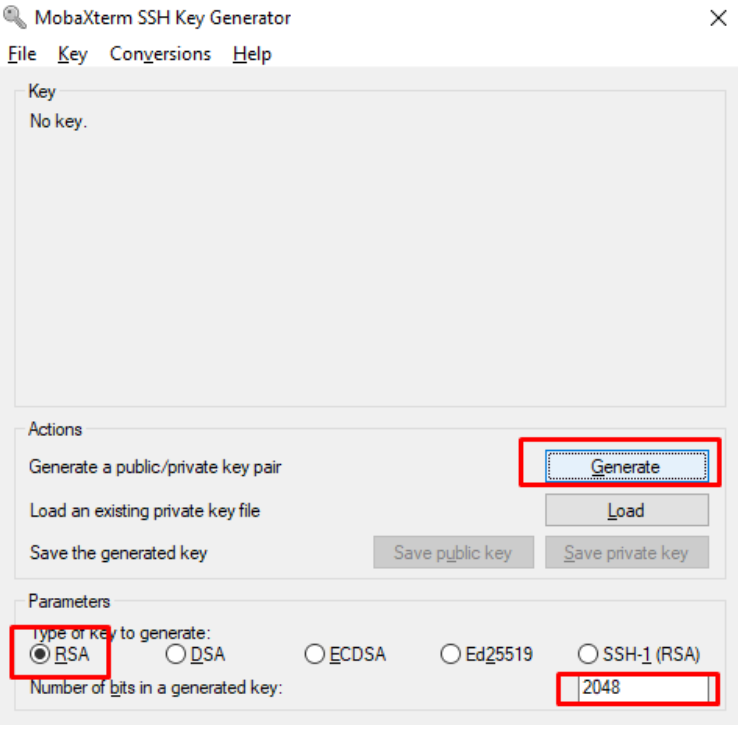 MobaXterm SSH Key Generator
File Key Conversions Help
Key
No key.
Actions
Generate a public/private key pair
Generate
Load an existing private key file
Load
Save the generated key
Save public key
Save private key
Parameters
Type of key to generate:
RSA DSA ECDSA Ed25519 SSH-1 (RSA)
Number of bits in a generated key:
2048